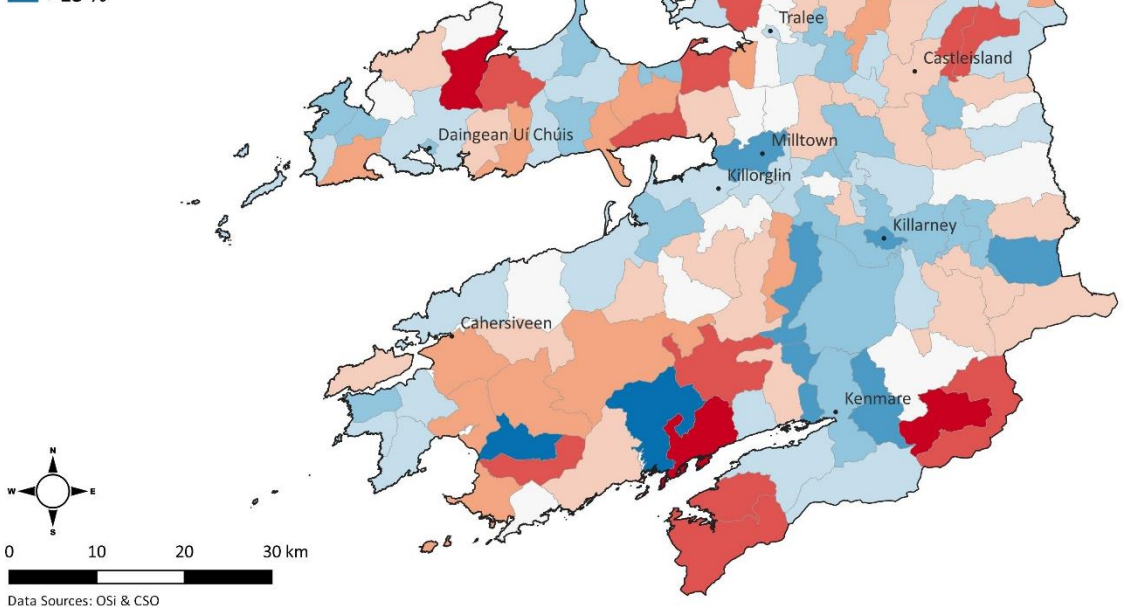 Tralee
Castleisland
Daingean Uí Chúis
Milltown
Killorglin
Killarney
Cahersiveen
Kenmare
N
W E
S
0 10 20 30 km
Data Sources: OSi & CSO